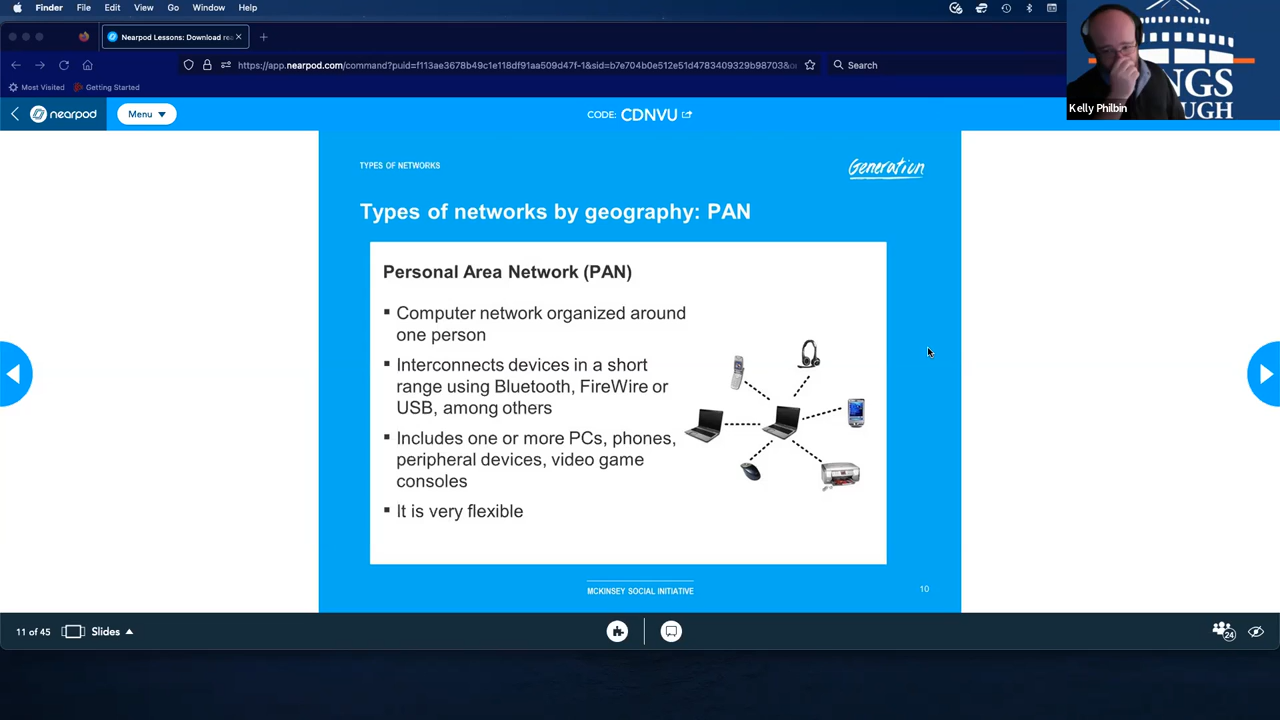 Finder File Edit View Go Window Help
Nearpod Lessons: Download rea
https://app.nearpod.com/command?puid=f113ae3678b49c1e118df91aa509d47f-1&sid=b7e704b0e512e51d4783409329b98703&
Search
Most Visited Getting Started
NGS
UGH
Kelly Philbin
nearpod
Menu
CODE: CDNVU
TYPES OF NETWORKS
Generation
Types of networks by geography: PAN
Personal Area Network (PAN)
▪ Computer network organized around
one person
▪ Interconnects devices in a short
range using Bluetooth, FireWire or
USB, among others
▪ Includes one or more PCs, phones,
peripheral devices, video game
consoles
▪ It is very flexible
MCKINSEY SOCIAL INITIATIVE
10
11 of 45
Slides
24